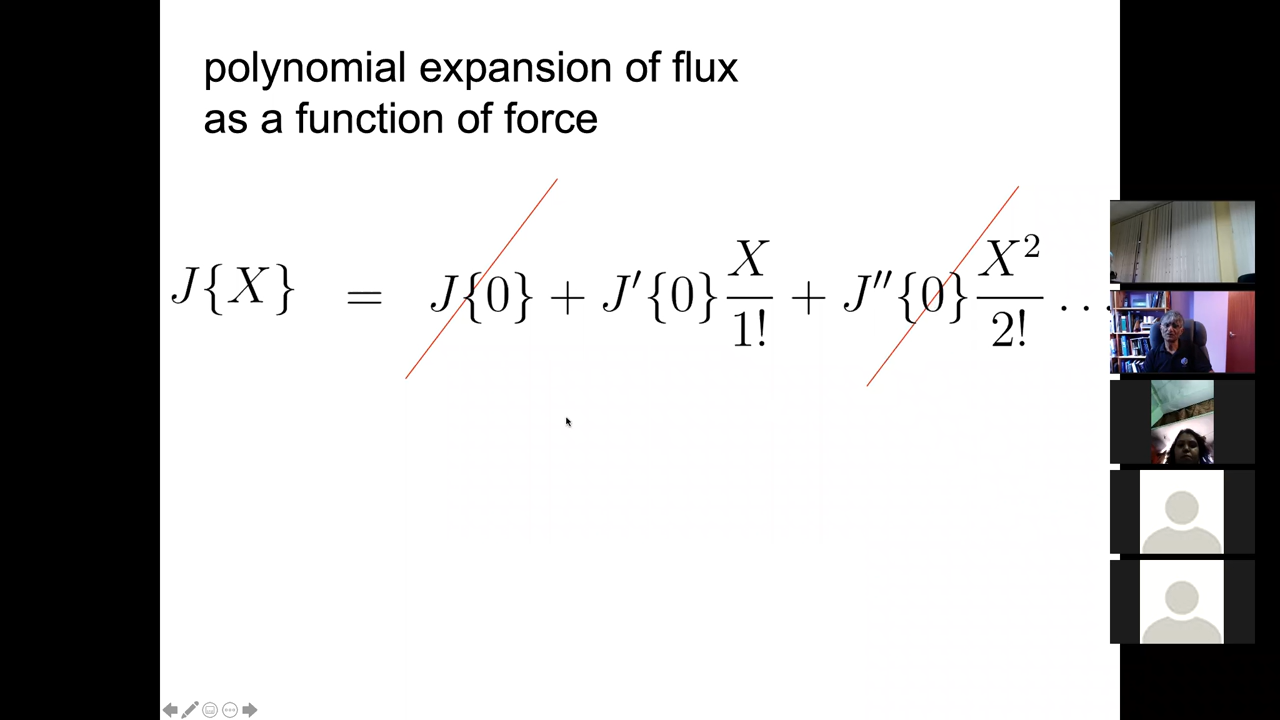 polynomial expansion of flux
as a function of force
J{X} = J{0} + J′{0} X/1! + J″{0} X²/2! ...